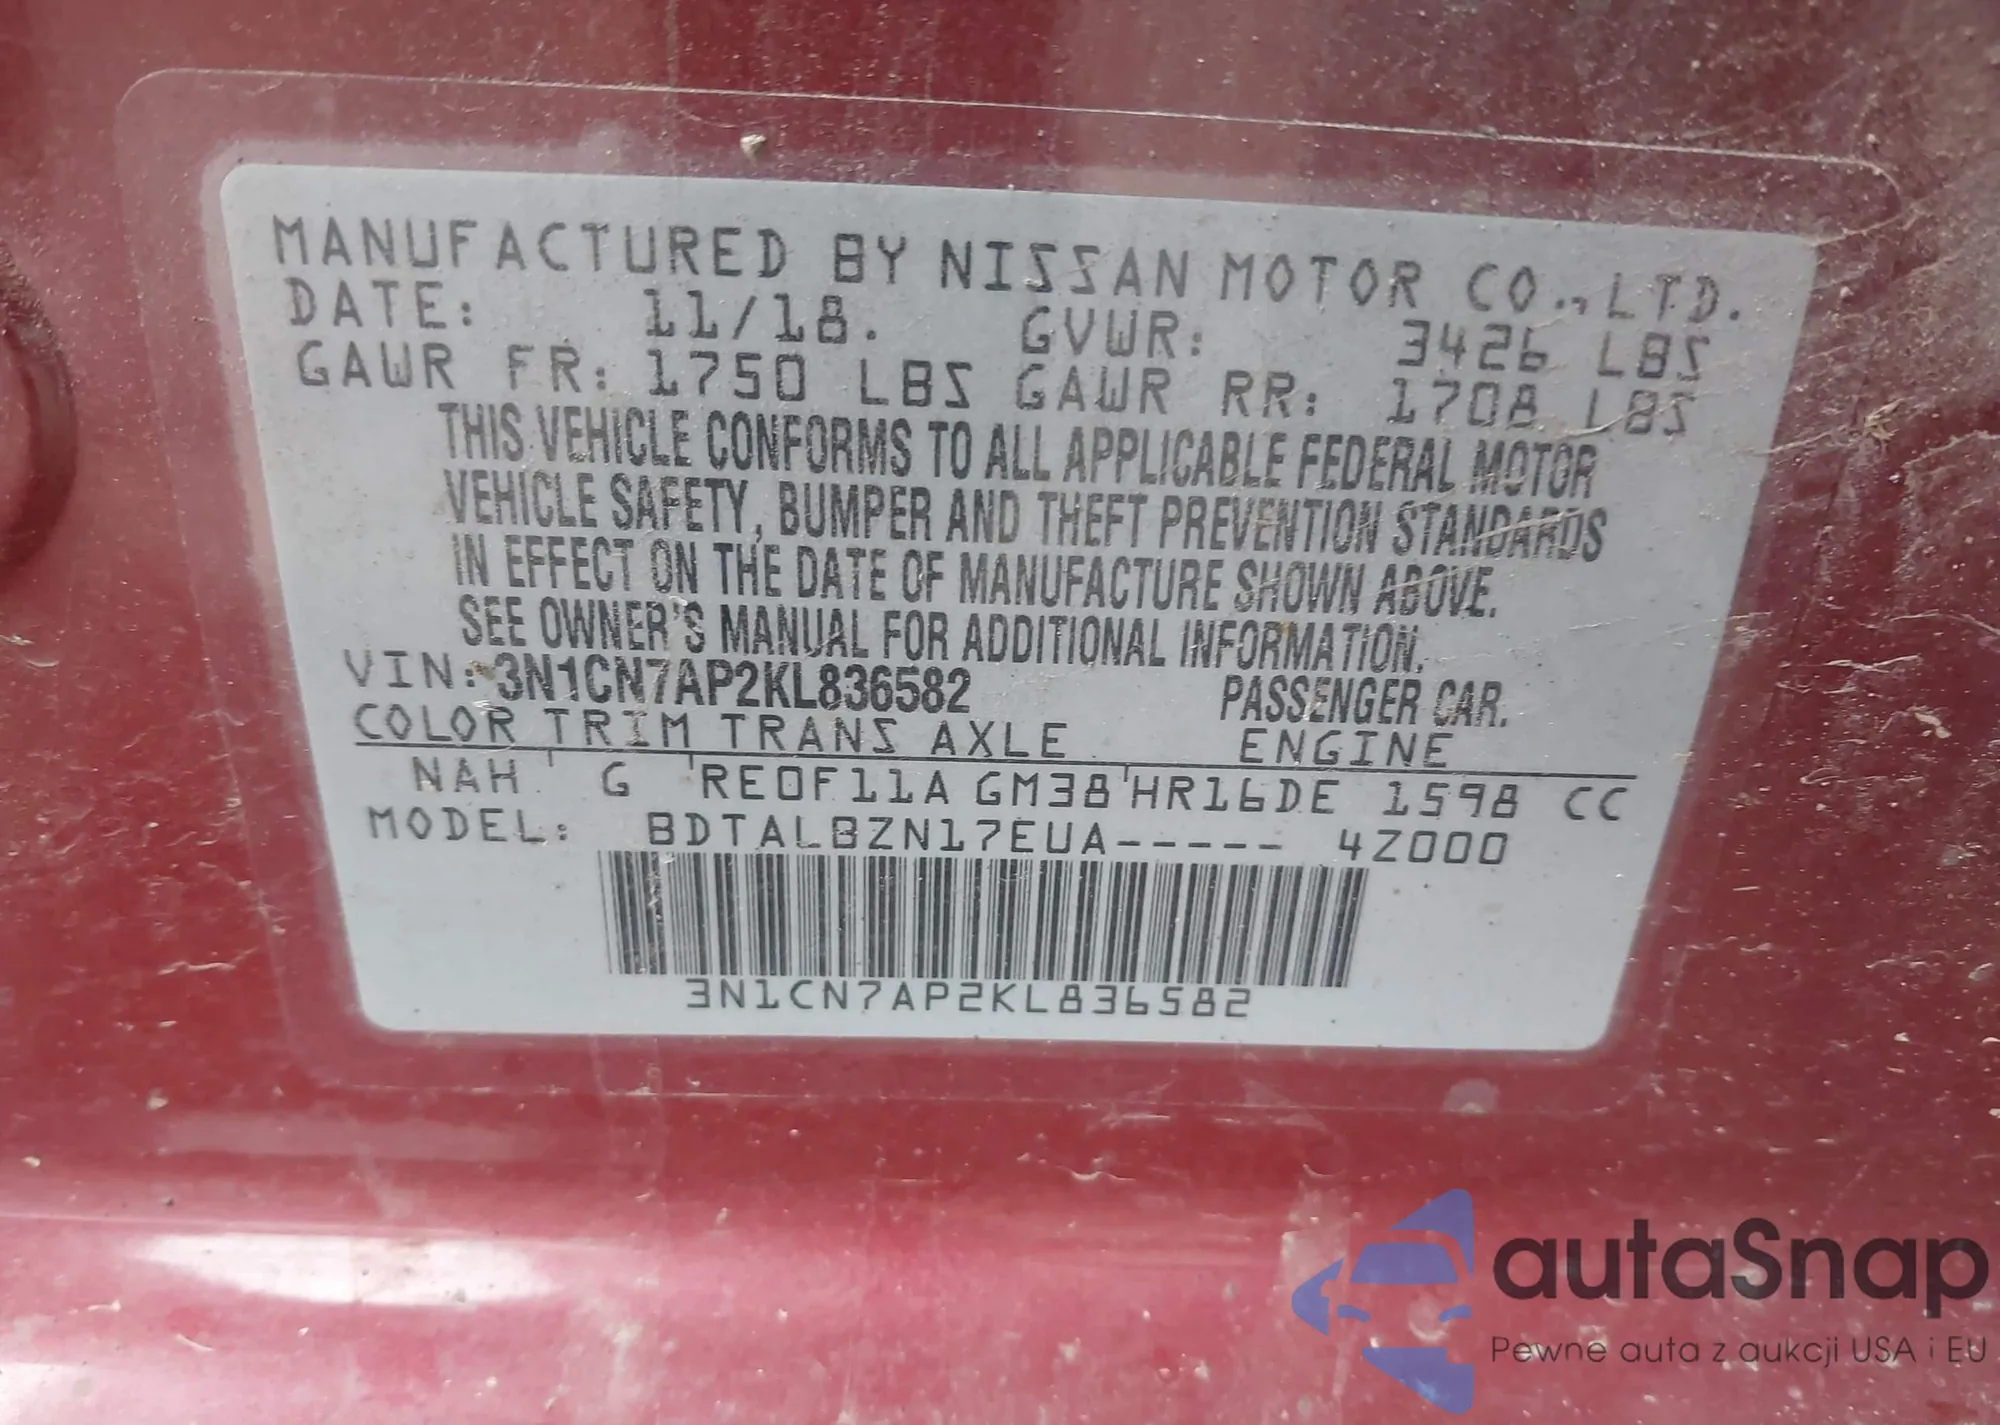 MANUFACTURED BY NISSAN MOTOR CO., LTD.
DATE: 11/18. GVWR: 3426 LBS
GAWR FR: 1750 LBS GAWR RR: 1708 LBS
THIS VEHICLE CONFORMS TO ALL APPLICABLE FEDERAL MOTOR
VEHICLE SAFETY, BUMPER AND THEFT PREVENTION STANDARDS
IN EFFECT ON THE DATE OF MANUFACTURE SHOWN ABOVE.
SEE OWNER'S MANUAL FOR ADDITIONAL INFORMATION.
VIN: 3N1CN7AP2KL836582 PASSENGER CAR.
COLOR TRIM TRANS AXLE ENGINE
NAH G RE0F11A GM38 HR16DE 1598 CC
MODEL: BDTALBZN17EUA----- 4Z000
3N1CN7AP2KL836582
autaSnap
Pewne auta z aukcji USA i EU